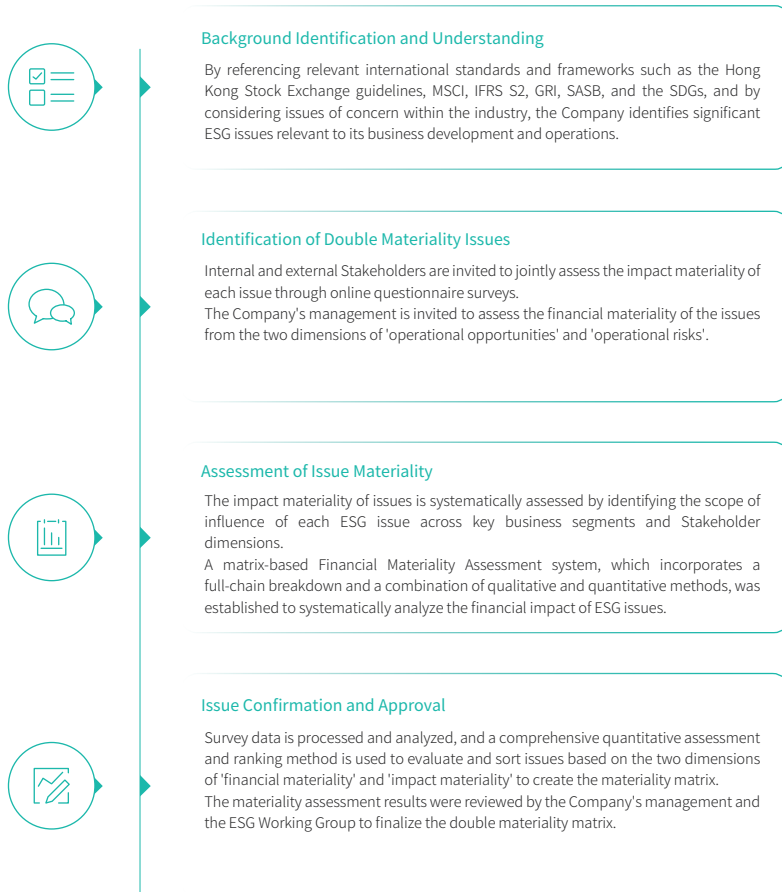 Background Identification and Understanding
By referencing relevant international standards and frameworks such as the Hong
Kong Stock Exchange guidelines, MSCI, IFRS S2, GRI, SASB, and the SDGs, and by
considering issues of concern within the industry, the Company identifies significant
ESG issues relevant to its business development and operations.
Identification of Double Materiality Issues
Internal and external Stakeholders are invited to jointly assess the impact materiality of
each issue through online questionnaire surveys.
The Company's management is invited to assess the financial materiality of the issues
from the two dimensions of 'operational opportunities' and 'operational risks'.
Assessment of Issue Materiality
The impact materiality of issues is systematically assessed by identifying the scope of
influence of each ESG issue across key business segments and Stakeholder
dimensions.
A matrix-based Financial Materiality Assessment system, which incorporates a
full-chain breakdown and a combination of qualitative and quantitative methods, was
established to systematically analyze the financial impact of ESG issues.
Issue Confirmation and Approval
Survey data is processed and analyzed, and a comprehensive quantitative assessment
and ranking method is used to evaluate and sort issues based on the two dimensions
of 'financial materiality' and 'impact materiality' to create the materiality matrix.
The materiality assessment results were reviewed by the Company's management and
the ESG Working Group to finalize the double materiality matrix.